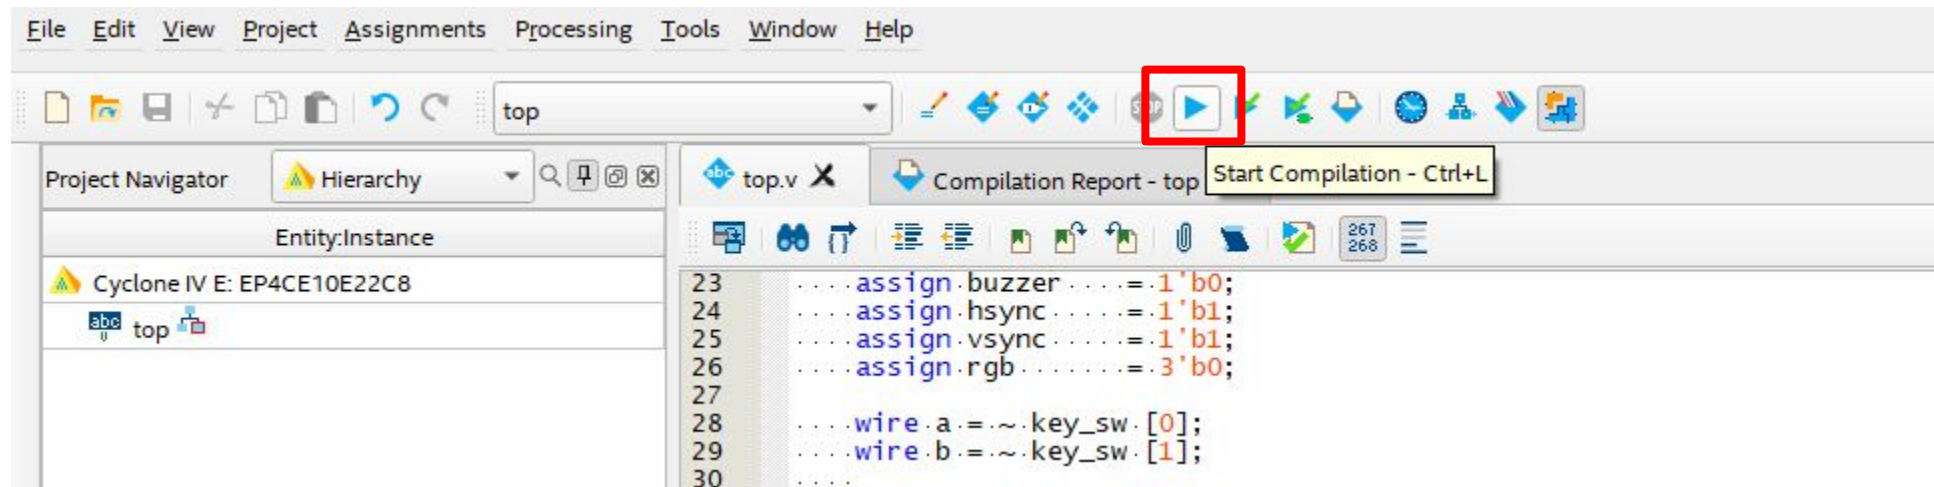 File Edit View Project Assignments Processing Tools Window Help
top STOP
Project Navigator Hierarchy abc top.v Compilation Report - top Start Compilation - Ctrl+L
Entity:Instance 267
268
Cyclone IV E: EP4CE10E22C8
abc top
23 assign buzzer = 1'b0;
24 assign hsync = 1'b1;
25 assign vsync = 1'b1;
26 assign rgb = 3'b0;
27
28 wire a = ~ key_sw [0];
29 wire b = ~ key_sw [1];
30